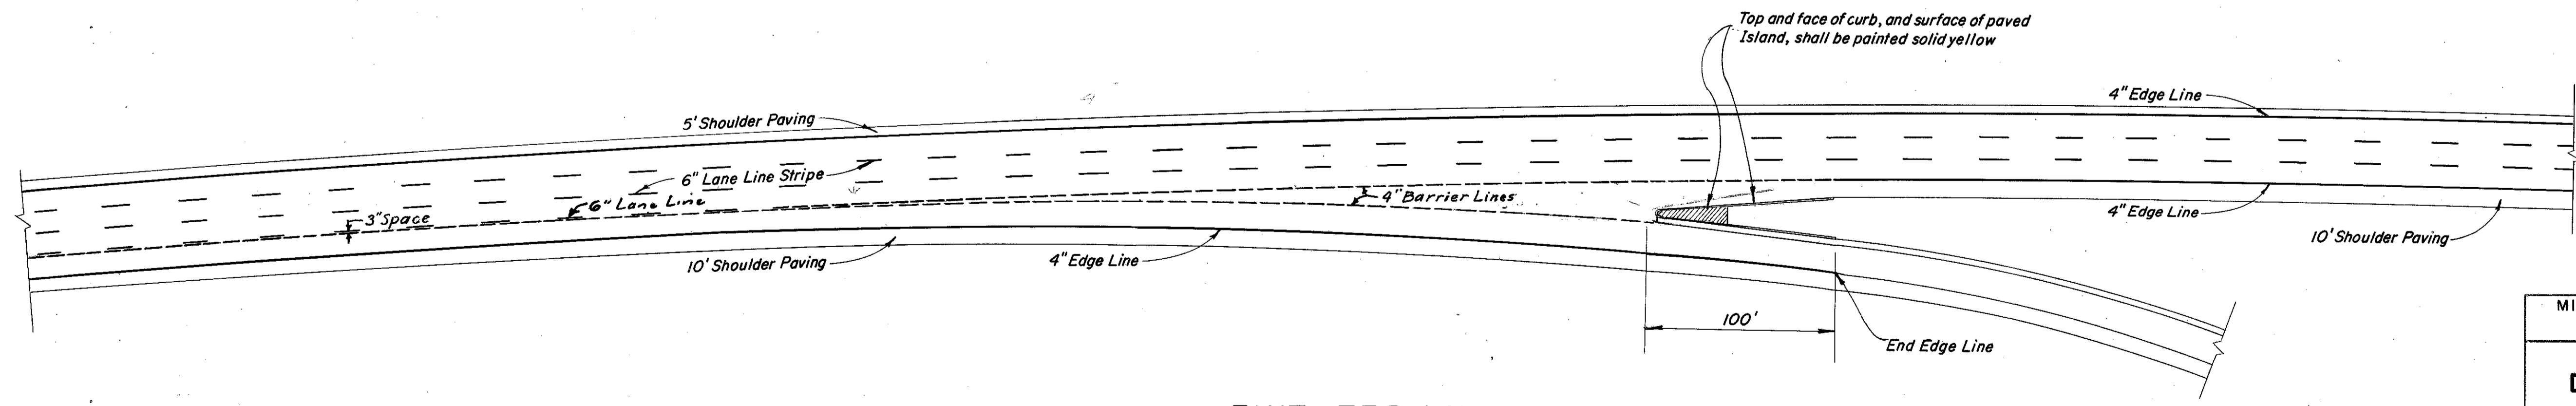 Top and face of curb, and surface of paved
Island, shall be painted solid yellow
4" Edge Line
5' Shoulder Paving
6" Lane Line Stripe
6" Lane Line
4" Barrier Lines
3" Space
4" Edge Line
10' Shoulder Paving
10' Shoulder Paving
4" Edge Line
100'
End Edge Line
MI